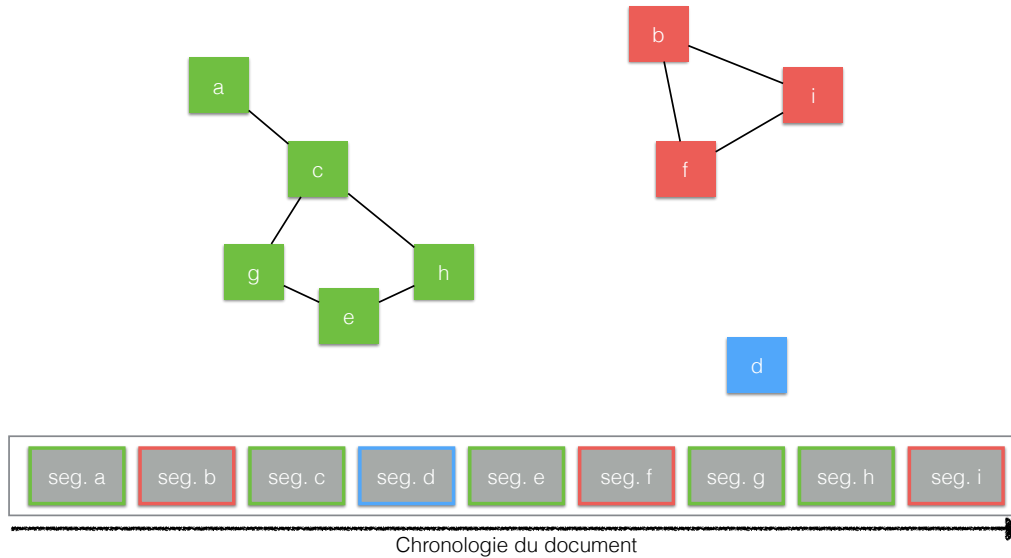 b
a
i
c
f
g
h
e
d
seg. a seg. b seg. c seg. d seg. e seg. f seg. g seg. h seg. i
Chronologie du document